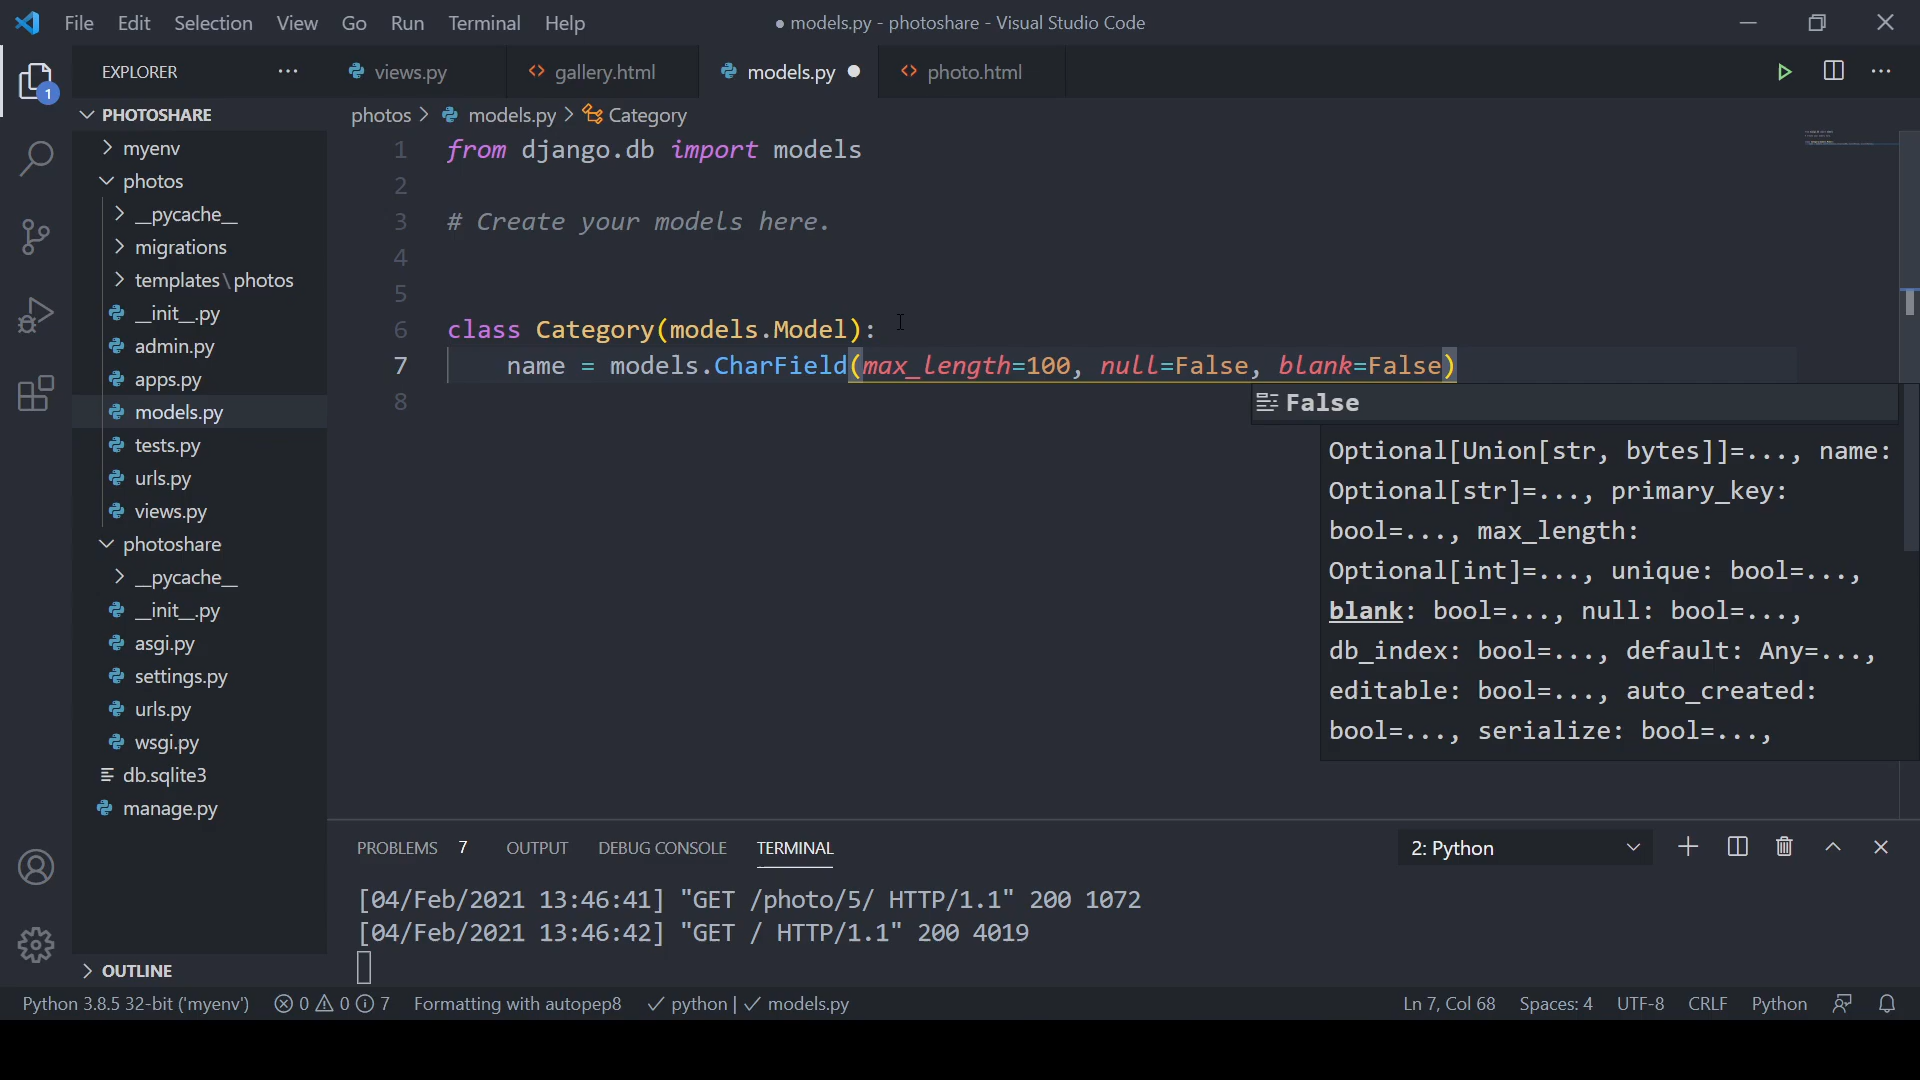 File Edit Selection View Go Run Terminal Help
● models.py - photoshare - Visual Studio Code
EXPLORER
views.py
gallery.html
models.py
photo.html
1
PHOTOSHARE
myenv
photos
__pycache__
migrations
templates\photos
__init__.py
admin.py
apps.py
models.py
tests.py
urls.py
views.py
photoshare
__pycache__
__init__.py
asgi.py
settings.py
urls.py
wsgi.py
db.sqlite3
manage.py
OUTLINE
photos > models.py > Category
1 from django.db import models
2
3 # Create your models here.
4
5
6 class Category(models.Model):
7 name = models.CharField(max_length=100, null=False, blank=False)
8
False
Optional[Union[str, bytes]]=..., name:
Optional[str]=..., primary_key:
bool=..., max_length:
Optional[int]=..., unique: bool=...,
blank: bool=..., null: bool=...,
db_index: bool=..., default: Any=...,
editable: bool=..., auto_created:
bool=..., serialize: bool=...,
PROBLEMS 7 OUTPUT DEBUG CONSOLE TERMINAL
2: Python
[04/Feb/2021 13:46:41] "GET /photo/5/ HTTP/1.1" 200 1072
[04/Feb/2021 13:46:42] "GET / HTTP/1.1" 200 4019
Python 3.8.5 32-bit ('myenv') 0 0 7 Formatting with autopep8 ✓ python | ✓ models.py
Ln 7, Col 68 Spaces: 4 UTF-8 CRLF Python